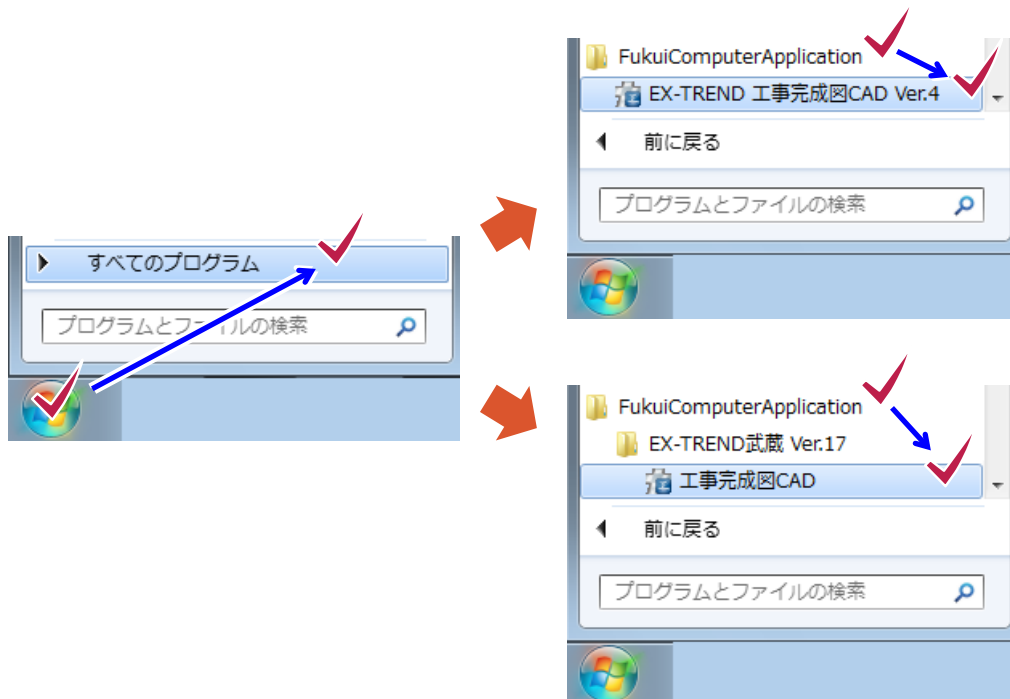 すべてのプログラム
プログラムとファイルの検索
FukuiComputerApplication
EX-TREND 工事完成図CAD Ver.4
前に戻る
プログラムとファイルの検索
FukuiComputerApplication
EX-TREND武蔵 Ver.17
工事完成図CAD
前に戻る
プログラムとファイルの検索